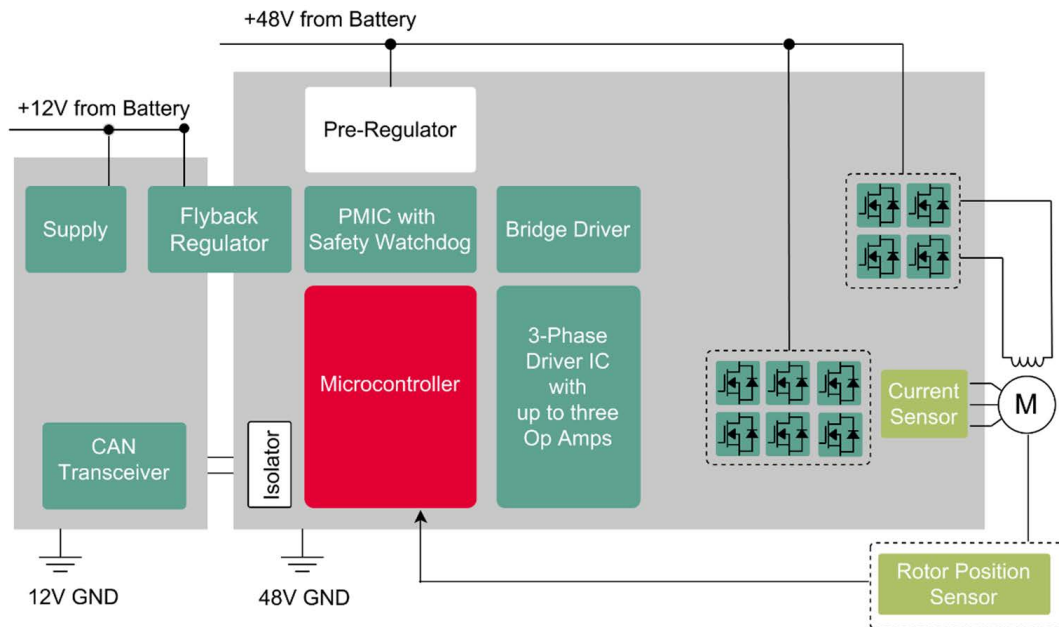 +48V from Battery
+12V from Battery
Pre-Regulator
Supply
Flyback
Regulator
PMIC with
Safety Watchdog
Bridge Driver
Microcontroller
3-Phase
Driver IC
with
up to three
Op Amps
Current
Sensor
M
CAN
Transceiver
Isolator
12V GND
48V GND
Rotor Position
Sensor